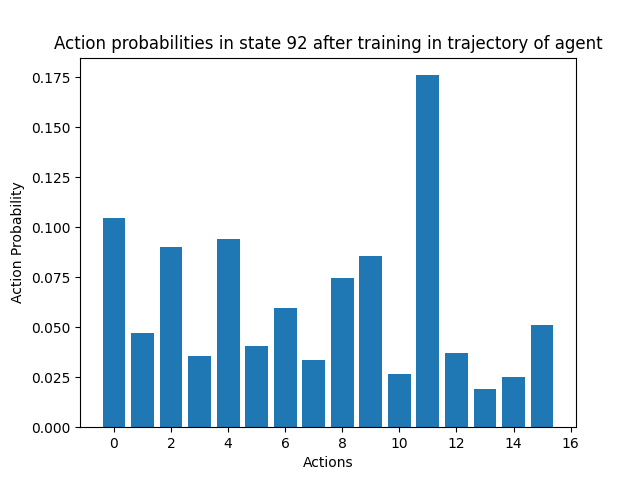 Action probabilities in state 92 after training in trajectory of agent
0.175
0.150
0.125
0.100
0.075
0.050
0.025
0.000
Action Probability
0 2 4 6 8 10 12 14 16
Actions